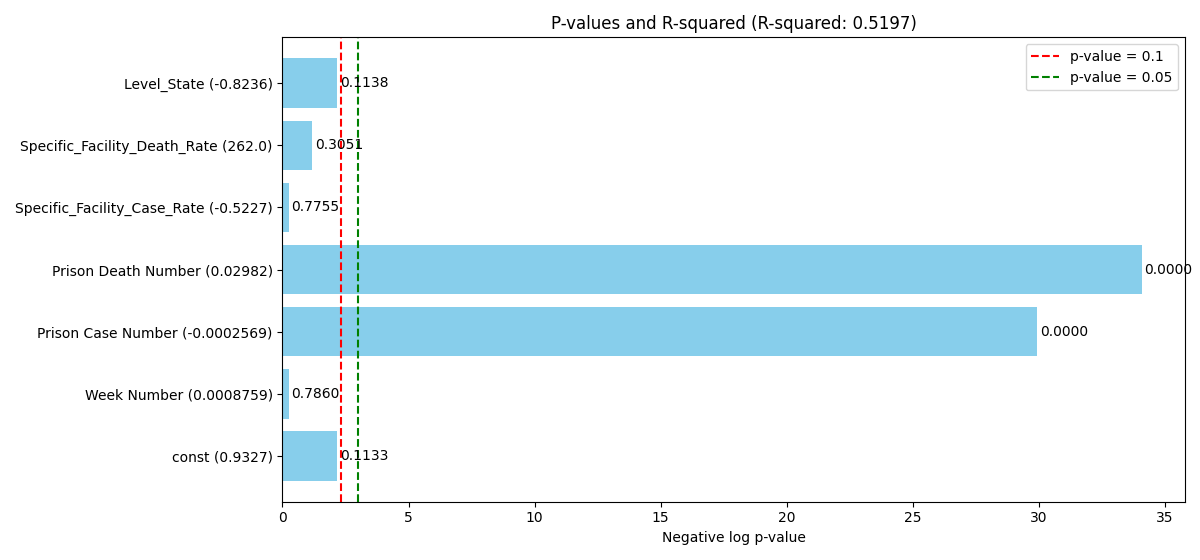 P-values and R-squared (R-squared: 0.5197)
p-value = 0.1
p-value = 0.05
Level_State (-0.8236)
0.1138
Specific_Facility_Death_Rate (262.0)
0.3051
Specific_Facility_Case_Rate (-0.5227)
0.7755
Prison Death Number (0.02982)
0.0000
Prison Case Number (-0.0002569)
0.0000
Week Number (0.0008759)
0.7860
const (0.9327)
0.1133
0 5 10 15 20 25 30 35
Negative log p-value